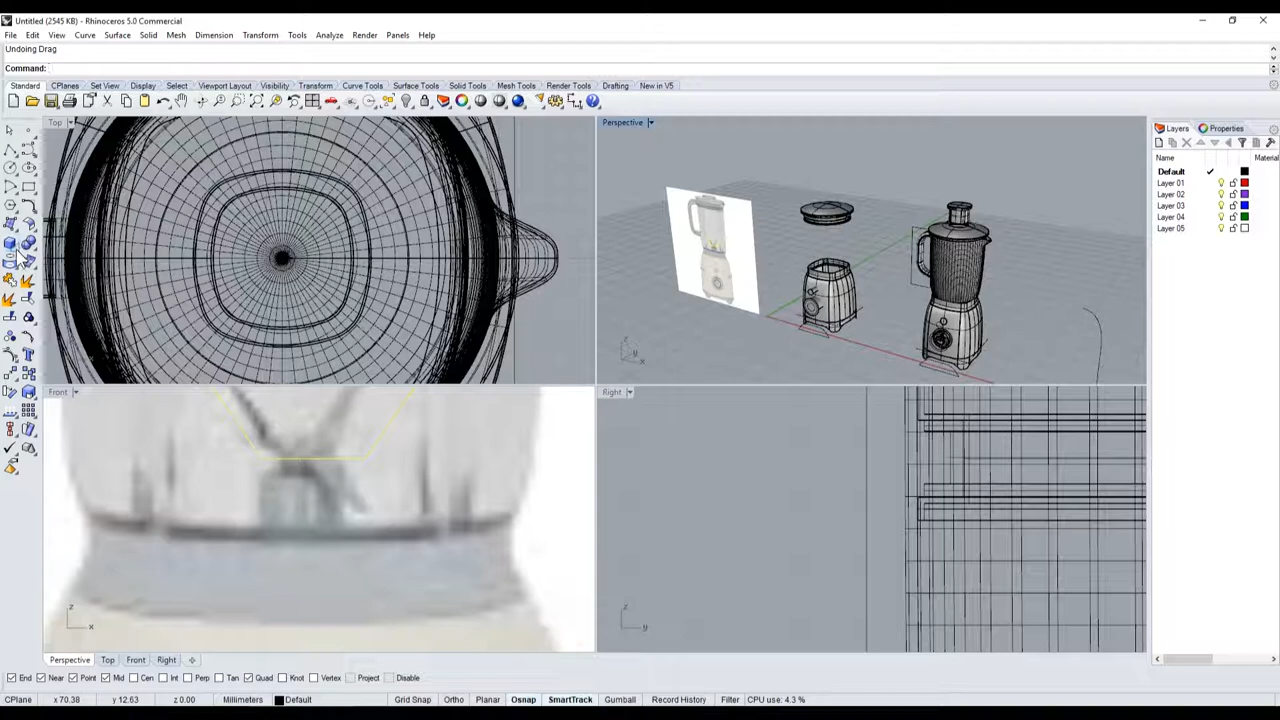 Untitled (2545 KB) - Rhinoceros 5.0 Commercial
File Edit View Curve Surface Solid Mesh Dimension Transform Tools Analyze Render Panels Help
Undoing Drag
Command:
Standard CPlanes Set View Display Select Viewport Layout Visibility Transform Curve Tools Surface Tools Solid Tools Mesh Tools Render Tools Drafting New in V5
Top
Perspective
Layers Properties
Name Material
Default
Layer 01
Layer 02
Layer 03
Layer 04
Layer 05
z
y
x
Front
Right
z
x
z
y
Perspective Top Front Right
End Near Point Mid Cen Int Perp Tan Quad Knot Vertex Project Disable
CPlane x 70.38 y 12.63 z 0.00 Millimeters Default Grid Snap Ortho Planar Osnap SmartTrack Gumball Record History Filter CPU use: 4.3 %